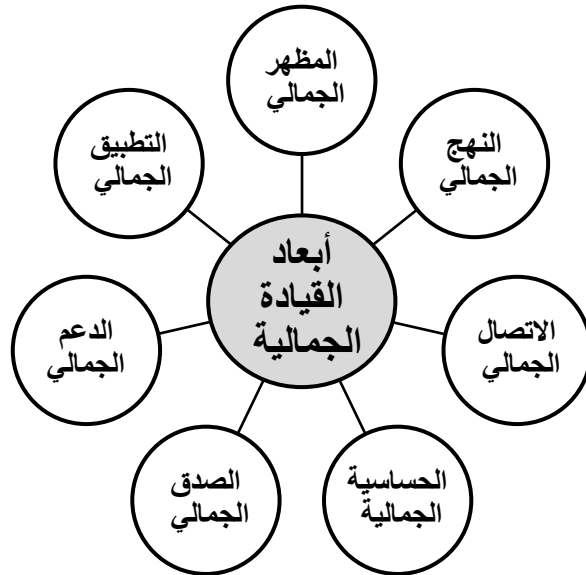 أبعاد
القيادة
الجمالية
المظهر
الجمالي
النهج
الجمالي
الاتصال
الجمالي
الحساسية
الجمالية
الصدق
الجمالي
الدعم
الجمالي
التطبيق
الجمالي